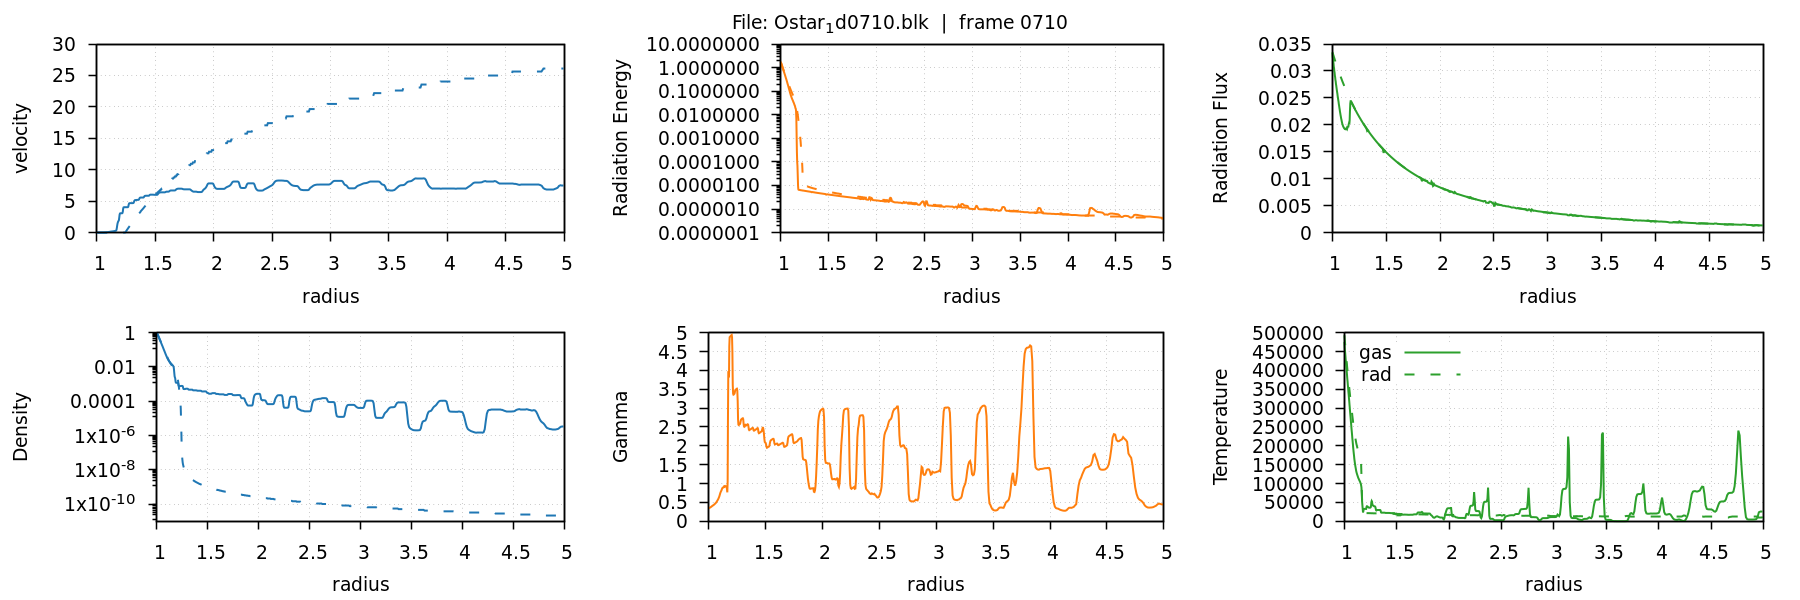 File: Ostar₁d0710.blk | frame 0710
velocity
30
25
20
15
10
5
0
1 1.5 2 2.5 3 3.5 4 4.5 5
radius
Radiation Energy
10.0000000
1.0000000
0.1000000
0.0100000
0.0010000
0.0001000
0.0000100
0.0000010
0.0000001
1 1.5 2 2.5 3 3.5 4 4.5 5
radius
Radiation Flux
0.035
0.03
0.025
0.02
0.015
0.01
0.005
0
1 1.5 2 2.5 3 3.5 4 4.5 5
radius
Density
1
0.01
0.0001
1x10⁻⁶
1x10⁻⁸
1x10⁻¹⁰
1 1.5 2 2.5 3 3.5 4 4.5 5
radius
Gamma
5
4.5
4
3.5
3
2.5
2
1.5
1
0.5
0
1 1.5 2 2.5 3 3.5 4 4.5 5
radius
Temperature
500000
450000
400000
350000
300000
250000
200000
150000
100000
50000
0
gas
rad
1 1.5 2 2.5 3 3.5 4 4.5 5
radius